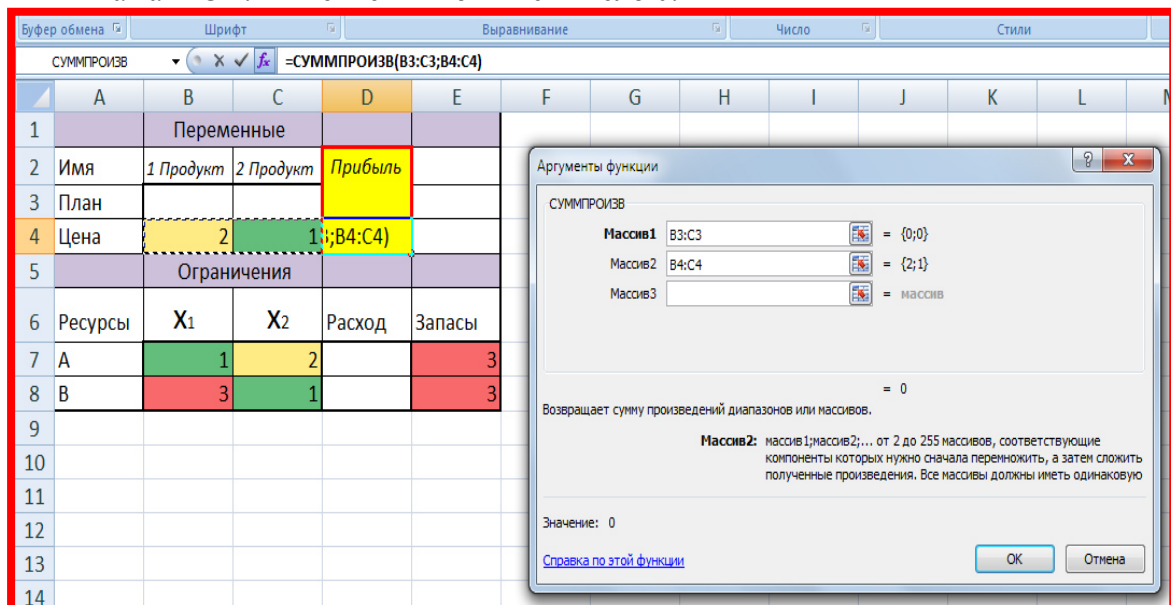 Буфер обмена Шрифт Выравнивание Число Стили
СУММПРОИЗВ fx =СУММПРОИЗВ(B3:C3;B4:C4)
A B C D E F G H I J K L
1 Переменные
2 Имя 1 Продукт 2 Продукт Прибыль
3 План
4 Цена 2 1 ;B4:C4)
5 Ограничения
6 Ресурсы X1 X2 Расход Запасы
7 A 1 2 3
8 B 3 1 3
9
10
11
12
13
14
Аргументы функции
СУММПРОИЗВ
Массив1 B3:C3 = {0;0}
Массив2 B4:C4 = {2;1}
Массив3 = массив
= 0
Возвращает сумму произведений диапазонов или массивов.
Массив2: массив1;массив2;... от 2 до 255 массивов, соответствующие
компоненты которых нужно сначала перемножить, а затем сложить
полученные произведения. Все массивы должны иметь одинаковую
Значение: 0
Справка по этой функции OK Отмена